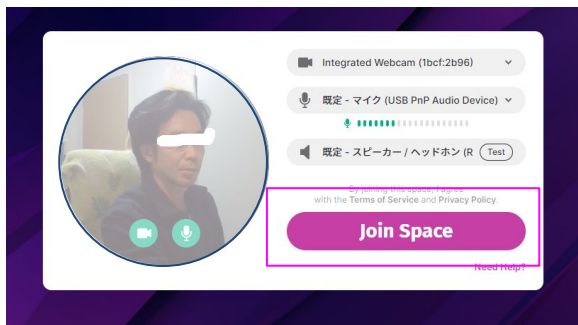 Integrated Webcam (1bcf:2b96)
既定 - マイク (USB PnP Audio Device)
既定 - スピーカー / ヘッドホン (R
Test
By joining this space, I agree
with the Terms of Service and Privacy Policy.
Join Space
Need Help?